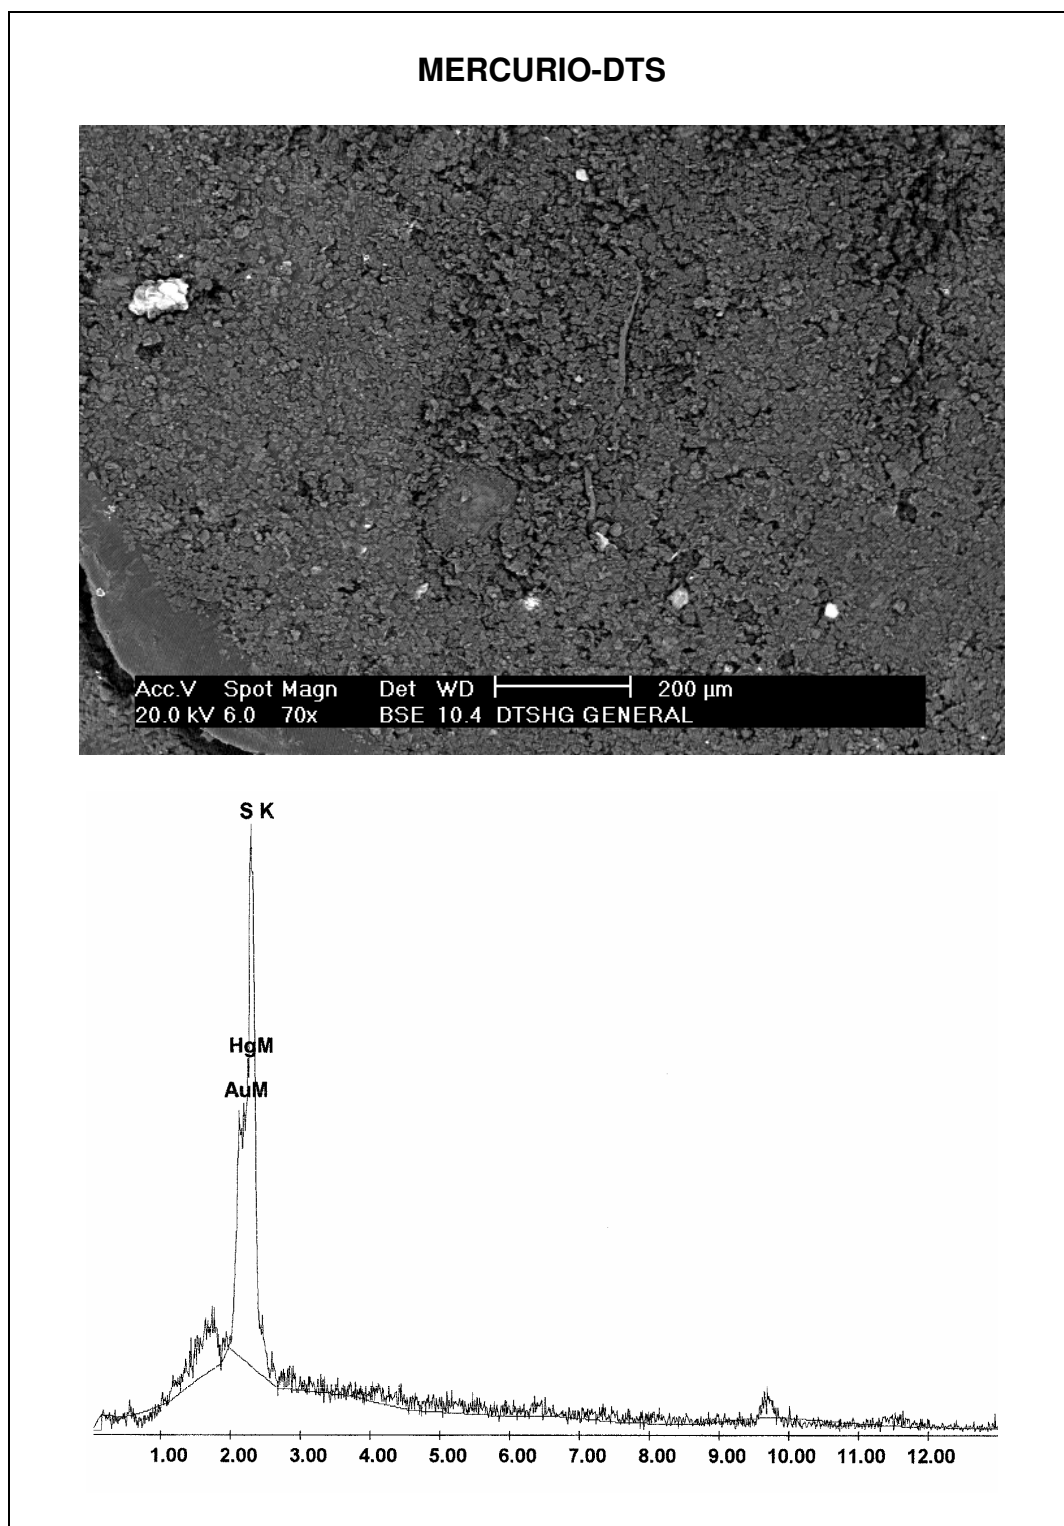 MERCURIO-DTS
Acc.V Spot Magn Det WD 200 µm
20.0 kV 6.0 70x BSE 10.4 DTSHG GENERAL
S K
HgM
AuM
1.00 2.00 3.00 4.00 5.00 6.00 7.00 8.00 9.00 10.00 11.00 12.00